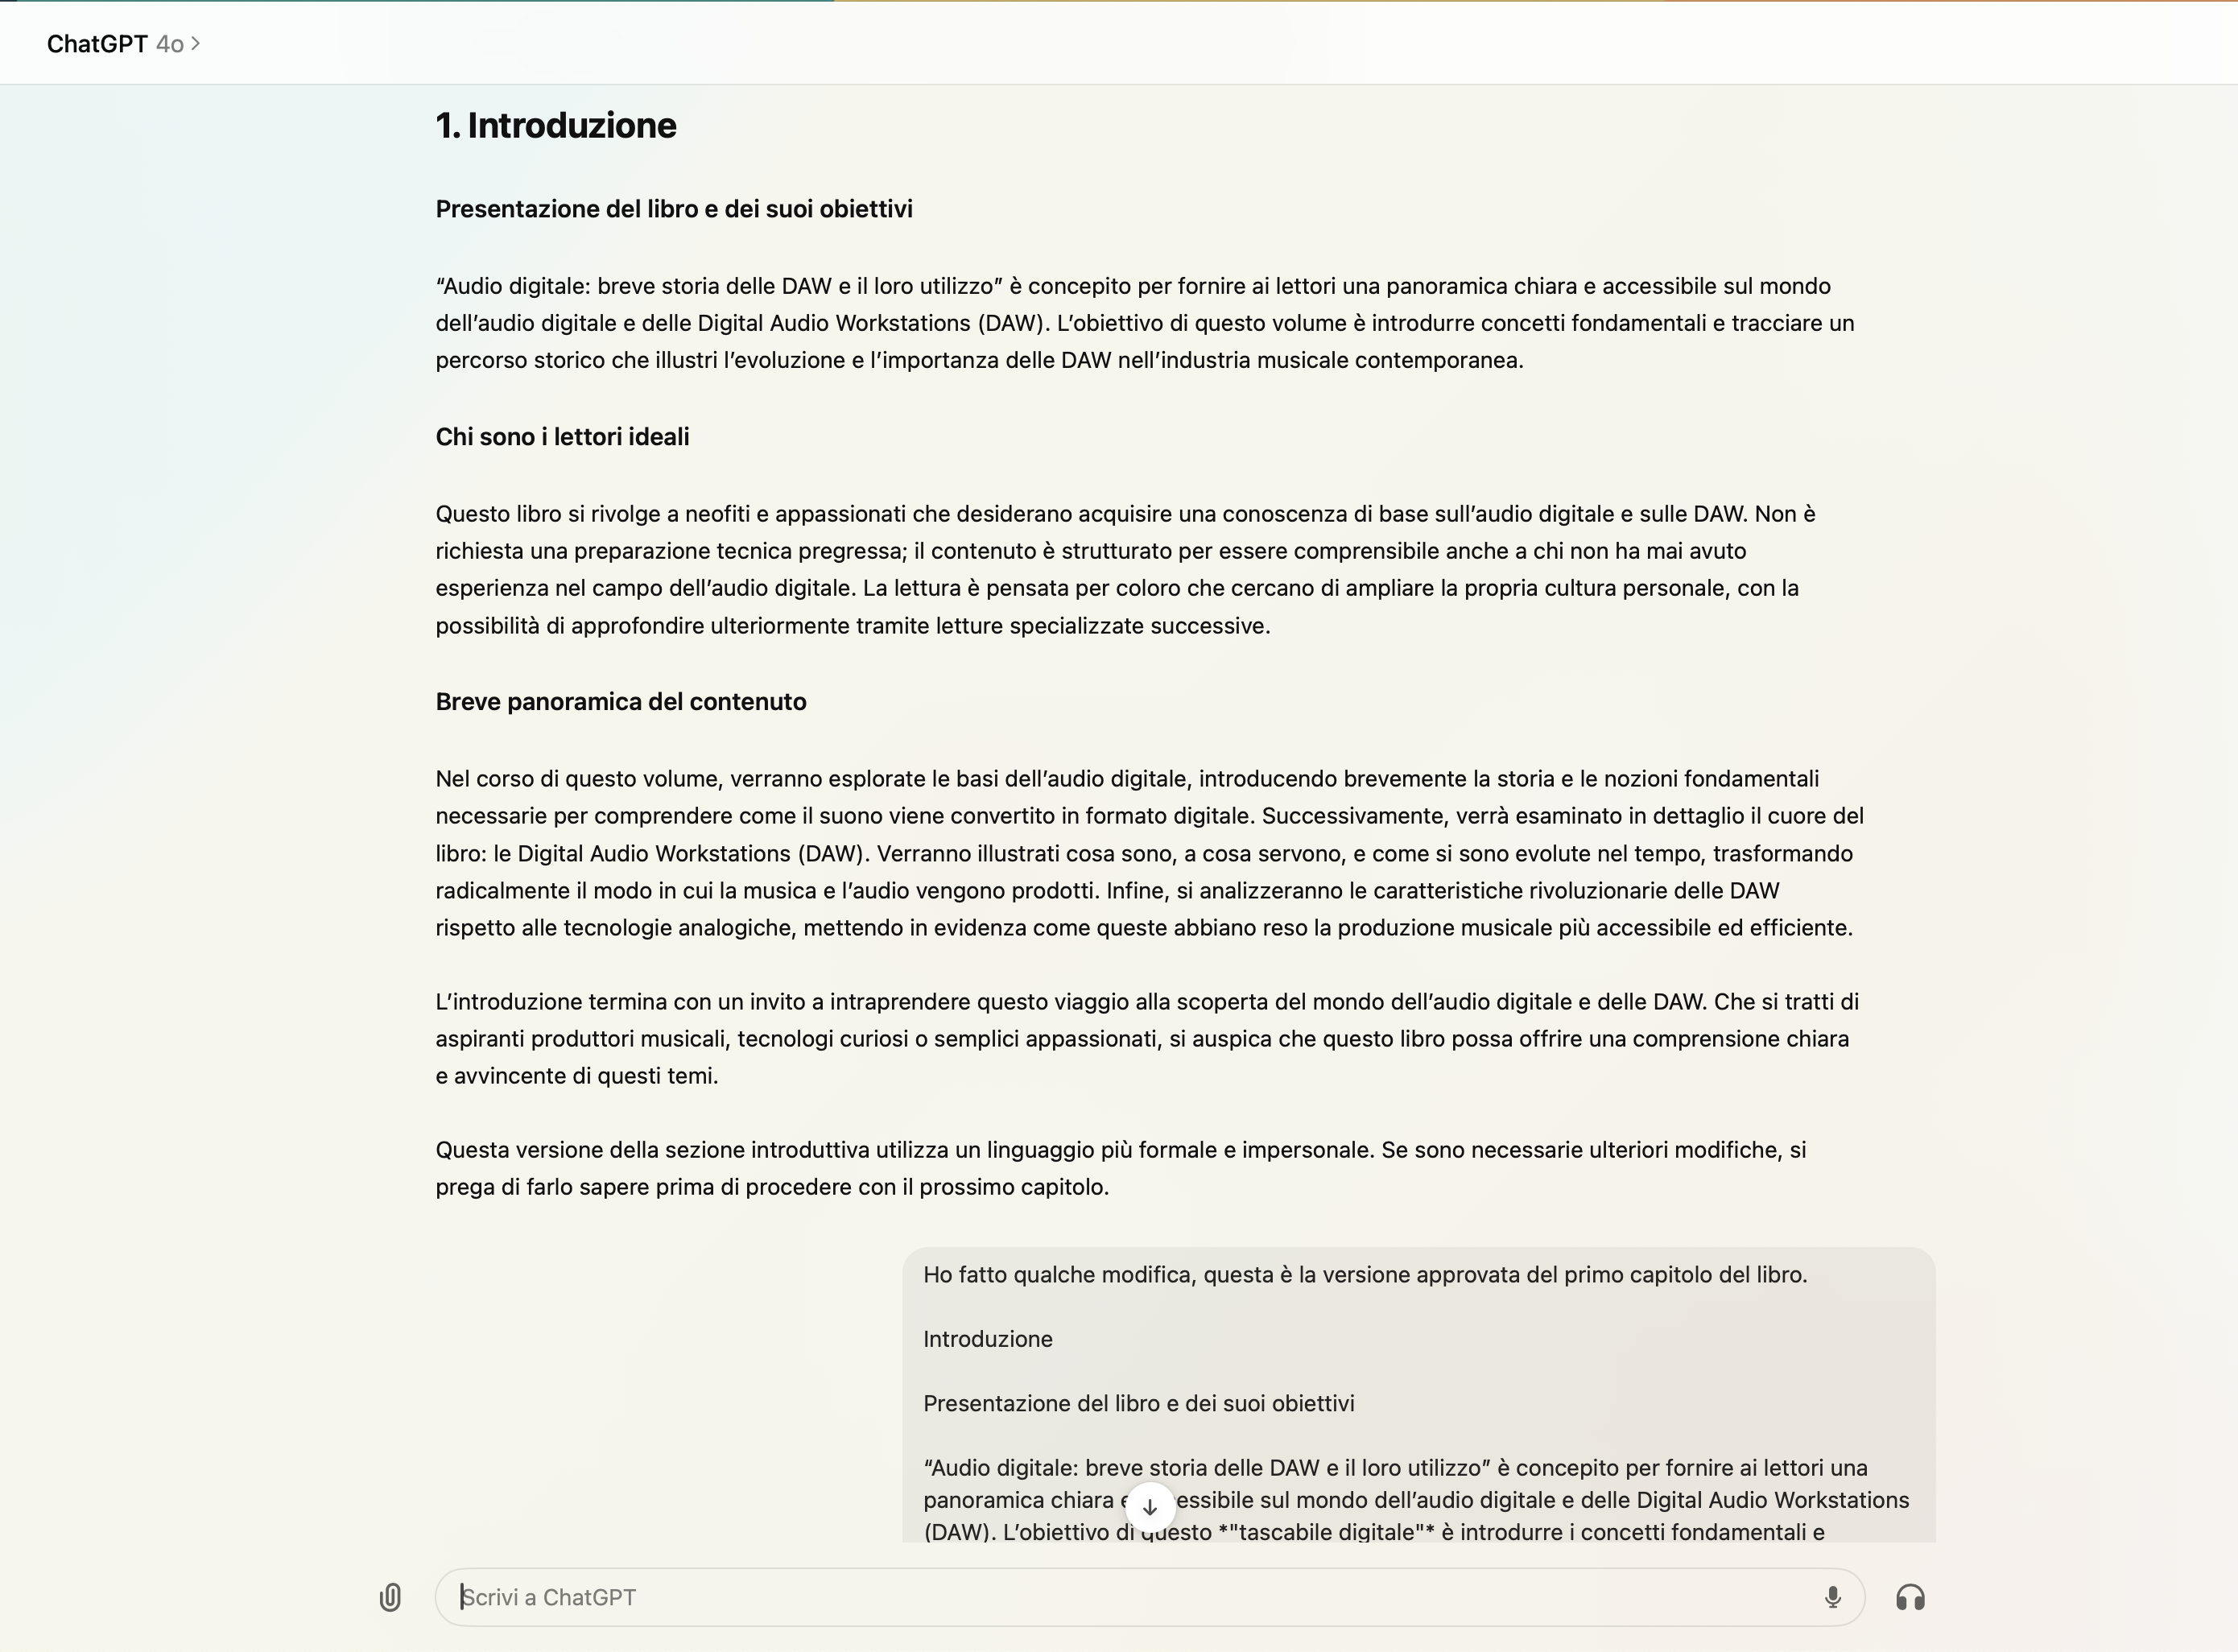 ChatGPT 4o >
1. Introduzione
Presentazione del libro e dei suoi obiettivi
“Audio digitale: breve storia delle DAW e il loro utilizzo” è concepito per fornire ai lettori una panoramica chiara e accessibile sul mondo
dell’audio digitale e delle Digital Audio Workstations (DAW). L’obiettivo di questo volume è introdurre concetti fondamentali e tracciare un
percorso storico che illustri l’evoluzione e l’importanza delle DAW nell’industria musicale contemporanea.
Chi sono i lettori ideali
Questo libro si rivolge a neofiti e appassionati che desiderano acquisire una conoscenza di base sull’audio digitale e sulle DAW. Non è
richiesta una preparazione tecnica pregressa; il contenuto è strutturato per essere comprensibile anche a chi non ha mai avuto
esperienza nel campo dell’audio digitale. La lettura è pensata per coloro che cercano di ampliare la propria cultura personale, con la
possibilità di approfondire ulteriormente tramite letture specializzate successive.
Breve panoramica del contenuto
Nel corso di questo volume, verranno esplorate le basi dell’audio digitale, introducendo brevemente la storia e le nozioni fondamentali
necessarie per comprendere come il suono viene convertito in formato digitale. Successivamente, verrà esaminato in dettaglio il cuore del
libro: le Digital Audio Workstations (DAW). Verranno illustrati cosa sono, a cosa servono, e come si sono evolute nel tempo, trasformando
radicalmente il modo in cui la musica e l’audio vengono prodotti. Infine, si analizzeranno le caratteristiche rivoluzionarie delle DAW
rispetto alle tecnologie analogiche, mettendo in evidenza come queste abbiano reso la produzione musicale più accessibile ed efficiente.
L’introduzione termina con un invito a intraprendere questo viaggio alla scoperta del mondo dell’audio digitale e delle DAW. Che si tratti di
aspiranti produttori musicali, tecnologi curiosi o semplici appassionati, si auspica che questo libro possa offrire una comprensione chiara
e avvincente di questi temi.
Questa versione della sezione introduttiva utilizza un linguaggio più formale e impersonale. Se sono necessarie ulteriori modifiche, si
prega di farlo sapere prima di procedere con il prossimo capitolo.
Ho fatto qualche modifica, questa è la versione approvata del primo capitolo del libro.
Introduzione
Presentazione del libro e dei suoi obiettivi
“Audio digitale: breve storia delle DAW e il loro utilizzo” è concepito per fornire ai lettori una
panoramica chiara e sul mondo dell’audio digitale e delle Digital Audio Workstations
(DAW). L’obiettivo di questo *"tascabile digitale"* è introdurre i concetti fondamentali e
Scrivi a ChatGPT